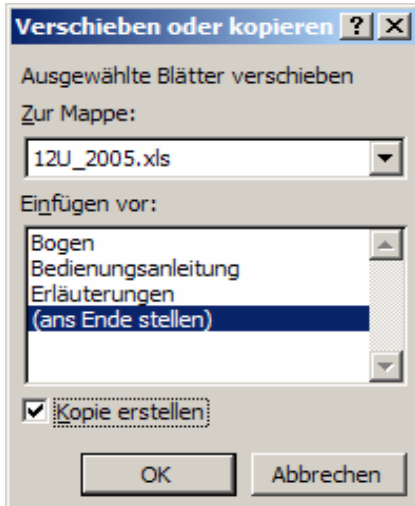 Verschieben oder kopieren
Ausgewählte Blätter verschieben
Zur Mappe:
12U_2005.xls
Einfügen vor:
Bogen
Bedienungsanleitung
Erläuterungen
(ans Ende stellen)
Kopie erstellen
OK Abbrechen